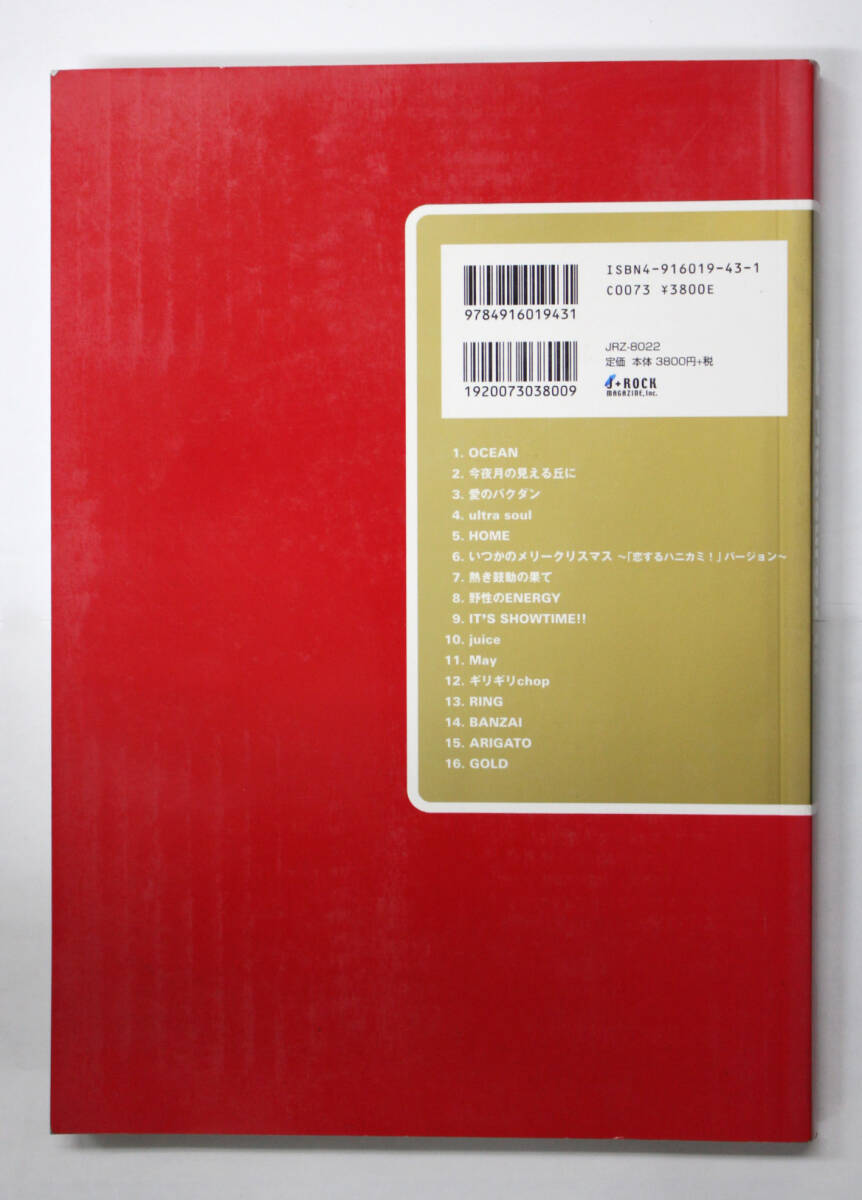 ISBN4-916019-43-1
C0073 ¥3800E
9784916019431
JRZ-8022
定価 本体 3800円+税
1920073038009
J+ROCK
MAGAZINE, Inc.
1. OCEAN
2. 今夜月の見える丘に
3. 愛のバクダン
4. ultra soul
5. HOME
6. いつかのメリークリスマス ～「恋するハニカミ！」バージョン～
7. 熱き鼓動の果て
8. 野性のENERGY
9. IT'S SHOWTIME!!
10. juice
11. May
12. ギリギリchop
13. RING
14. BANZAI
15. ARIGATO
16. GOLD